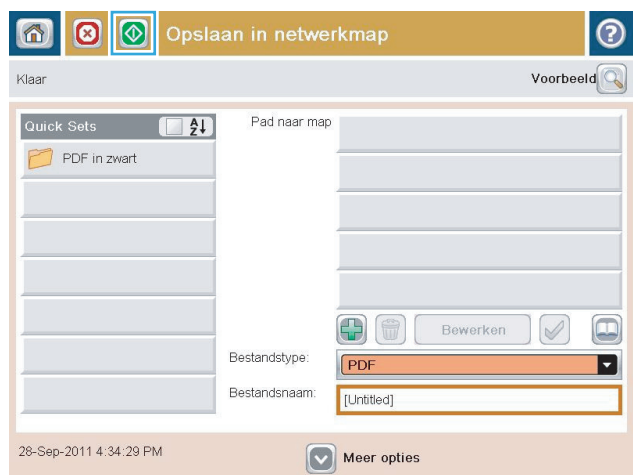 Opslaan in netwerkmap
Klaar
Voorbeeld
Quick Sets
PDF in zwart
Pad naar map
Bewerken
Bestandstype:
PDF
Bestandsnaam:
[Untitled]
28-Sep-2011 4:34:29 PM
Meer opties